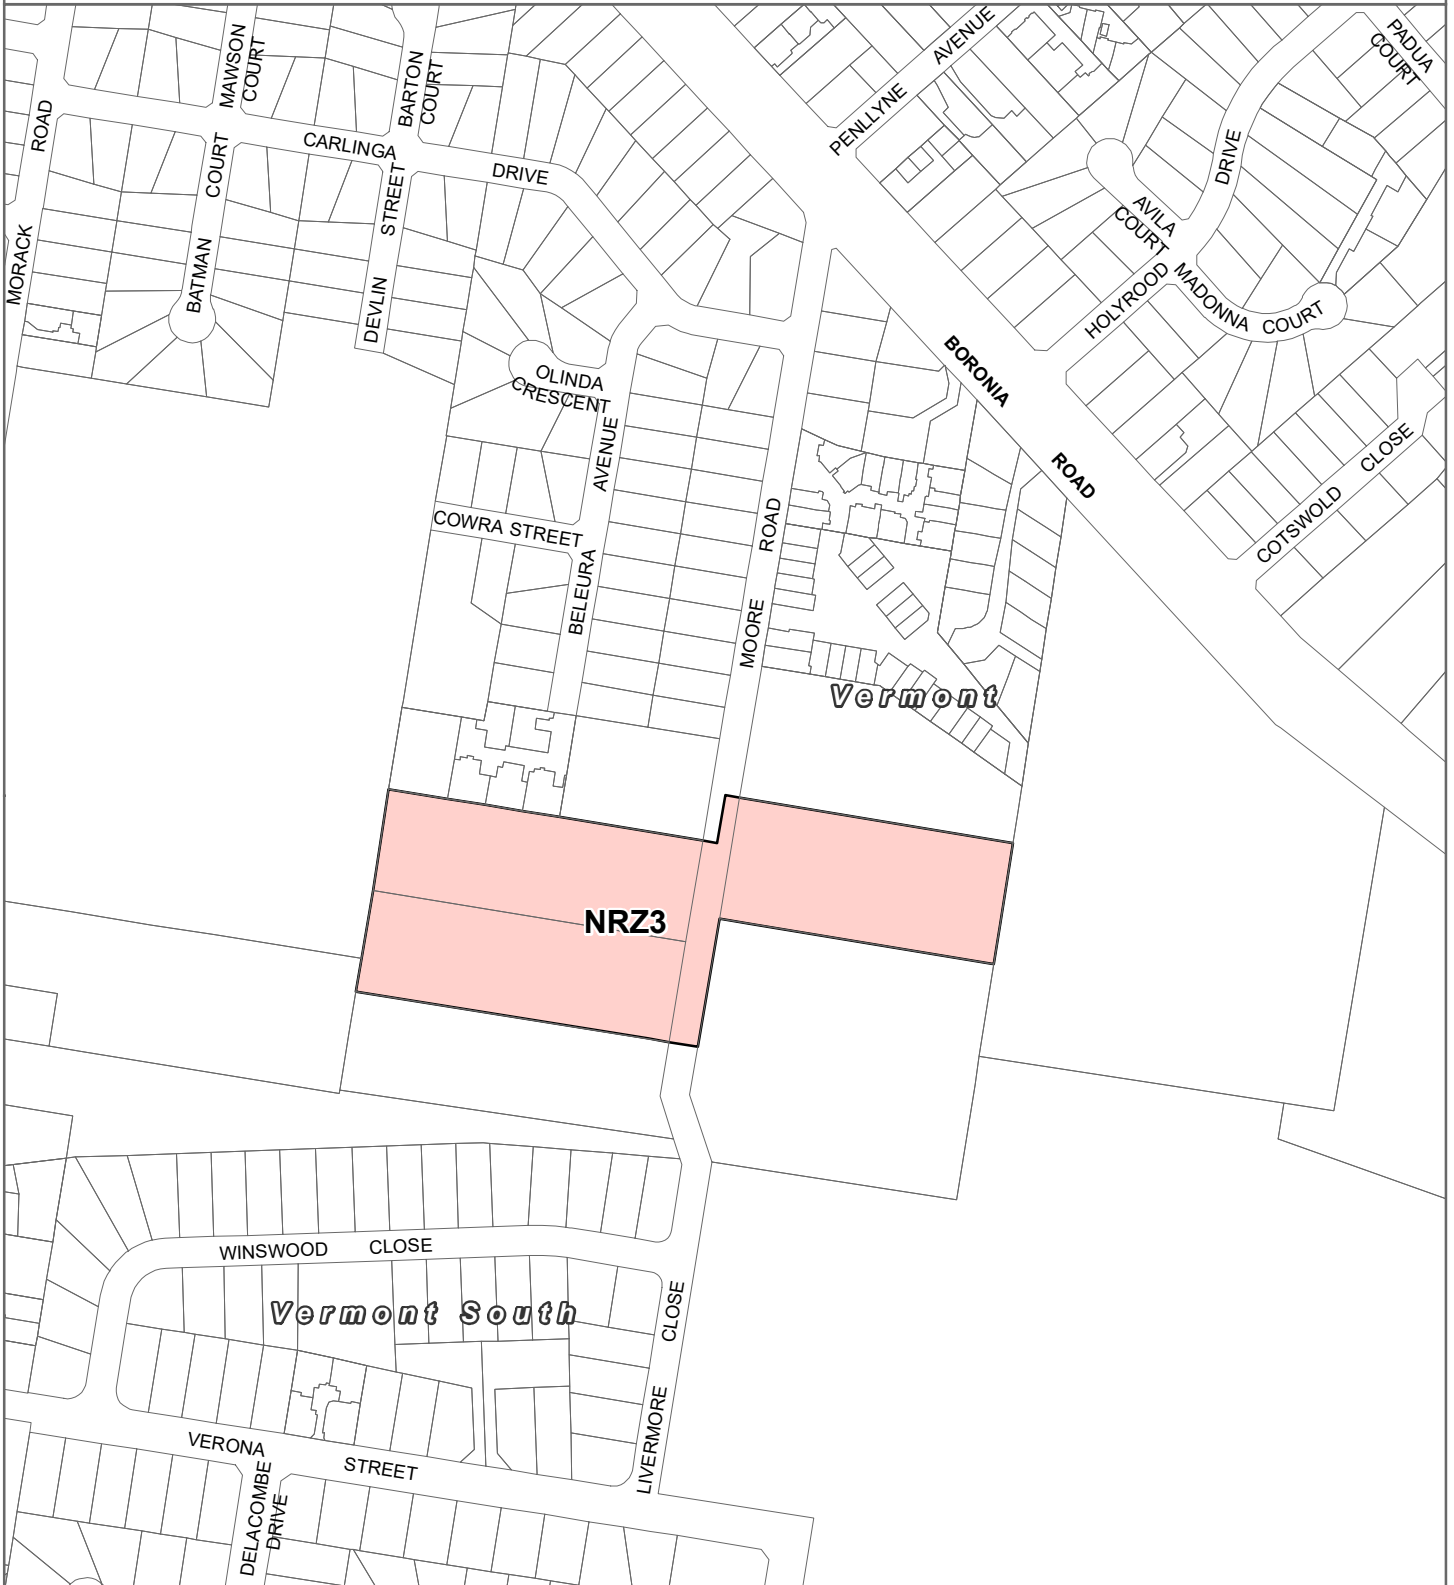 MAWSON
COURT
BARTON
COURT
PENLLYNE AVENUE
PADUA
COURT
ROAD
MORACK
CARLINGA
DRIVE
COURT
BATMAN
STREET
DEVLIN
DRIVE
AVILA
COURT
HOLYROOD
MADONNA
COURT
BORONIA
ROAD
OLINDA
CRESCENT
AVENUE
BELEURA
COWRA STREET
ROAD
MOORE
COTSWOLD CLOSE
Vermont
NRZ3
WINSWOOD CLOSE
Vermont South
CLOSE
LIVERMORE
VERONA
STREET
DELACOMBE
DRIVE